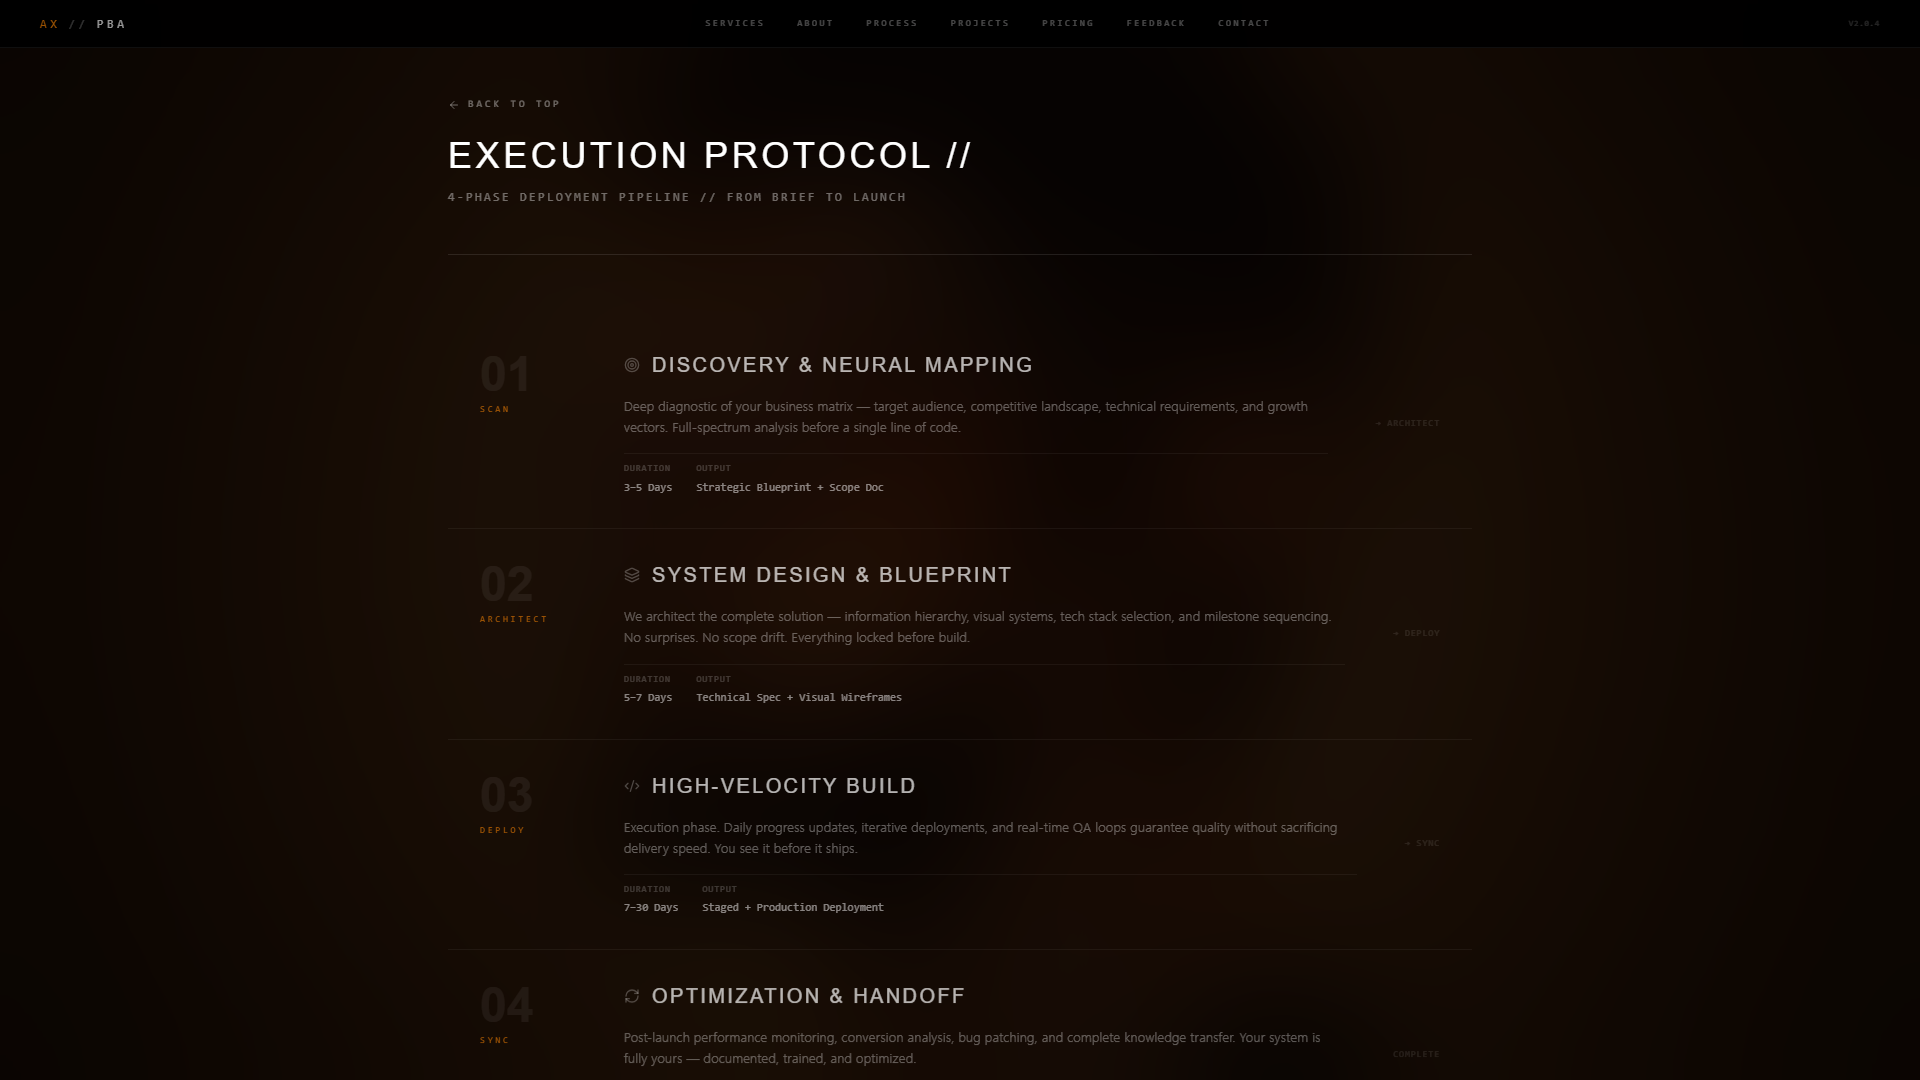 AX // PBA
SERVICES ABOUT PROCESS PROJECTS PRICING FEEDBACK CONTACT
V2.0.4
← BACK TO TOP
EXECUTION PROTOCOL //
4-PHASE DEPLOYMENT PIPELINE // FROM BRIEF TO LAUNCH
01
SCAN
DISCOVERY & NEURAL MAPPING
Deep diagnostic of your business matrix — target audience, competitive landscape, technical requirements, and growth
vectors. Full-spectrum analysis before a single line of code.
DURATION OUTPUT
3–5 Days Strategic Blueprint + Scope Doc
→ ARCHITECT
02
ARCHITECT
SYSTEM DESIGN & BLUEPRINT
We architect the complete solution — information hierarchy, visual systems, tech stack selection, and milestone sequencing.
No surprises. No scope drift. Everything locked before build.
DURATION OUTPUT
5–7 Days Technical Spec + Visual Wireframes
→ DEPLOY
03
DEPLOY
HIGH-VELOCITY BUILD
Execution phase. Daily progress updates, iterative deployments, and real-time QA loops guarantee quality without sacrificing
delivery speed. You see it before it ships.
DURATION OUTPUT
7–30 Days Staged + Production Deployment
→ SYNC
04
SYNC
OPTIMIZATION & HANDOFF
Post-launch performance monitoring, conversion analysis, bug patching, and complete knowledge transfer. Your system is
fully yours — documented, trained, and optimized.
COMPLETE